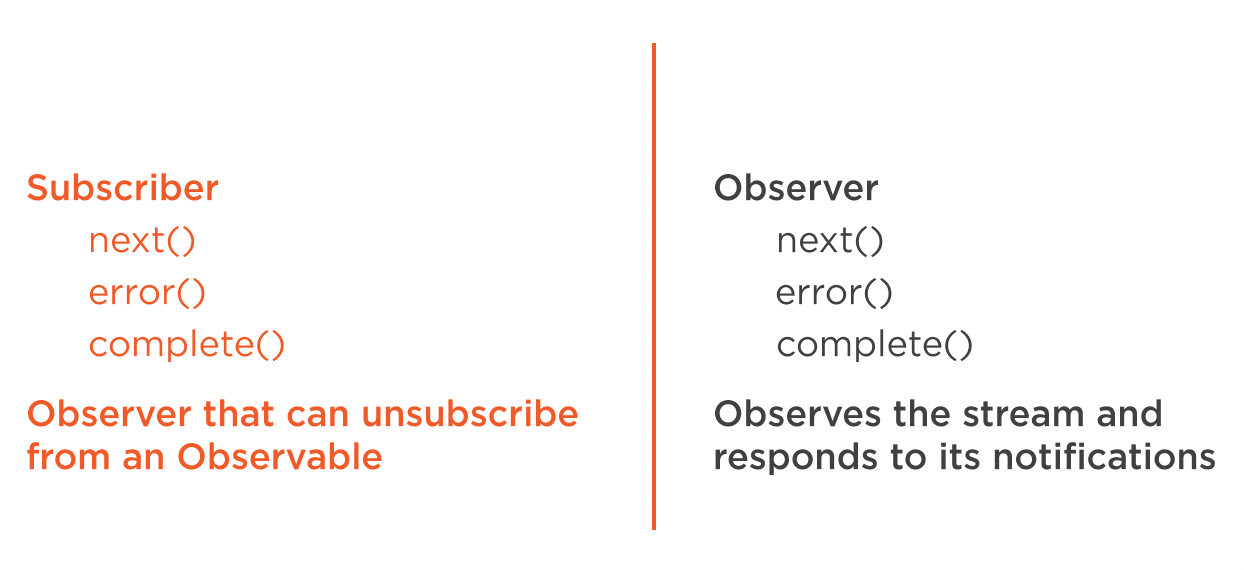 Subscriber
next()
error()
complete()
Observer that can unsubscribe
from an Observable
Observer
next()
error()
complete()
Observes the stream and
responds to its notifications